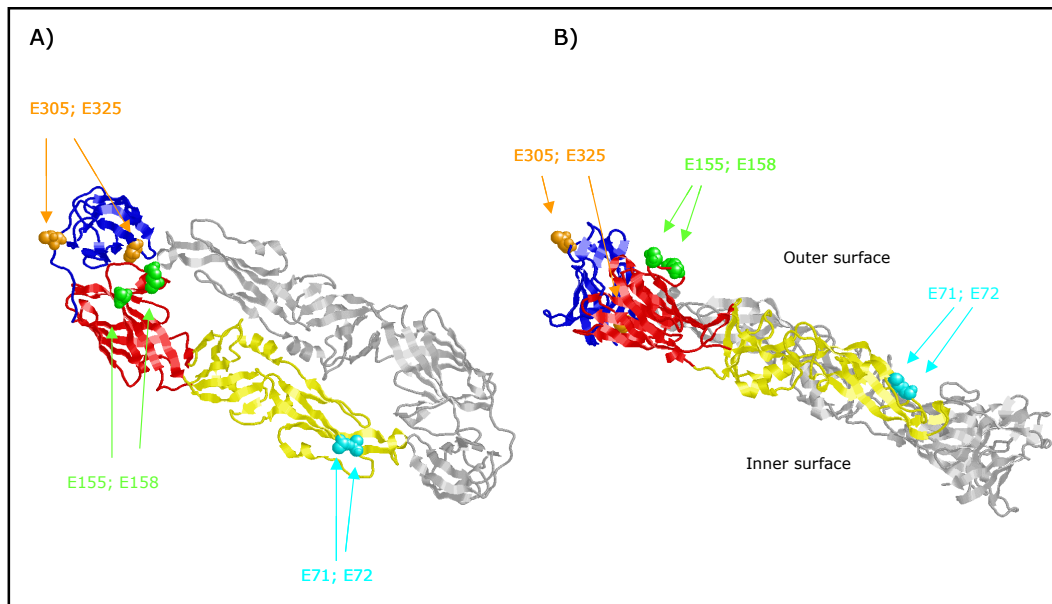 A)
E305; E325
E155; E158
E71; E72
B)
E305; E325
E155; E158
Outer surface
E71; E72
Inner surface